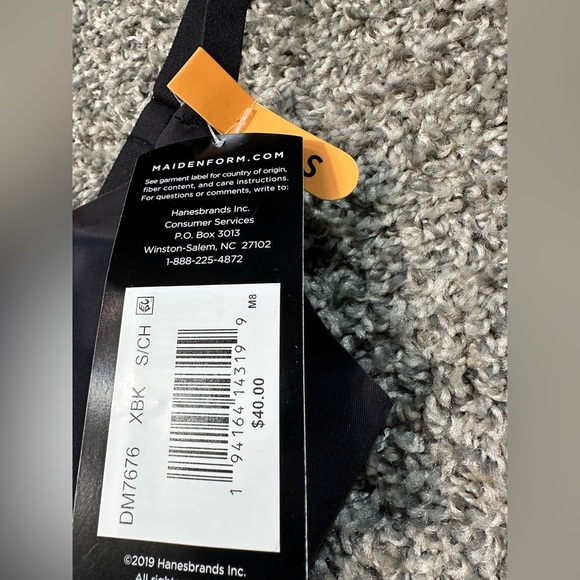 S
MAIDENFORM.COM
See garment label for country of origin,
fiber content, and care instructions.
For questions or comments, write to:
Hanesbrands Inc.
Consumer Services
P.O. Box 3013
Winston-Salem, NC 27102
1-888-225-4872
DM7676 XBK S/CH
1 94164 14319 9
$40.00
M8
©2019 Hanesbrands Inc.
All rights